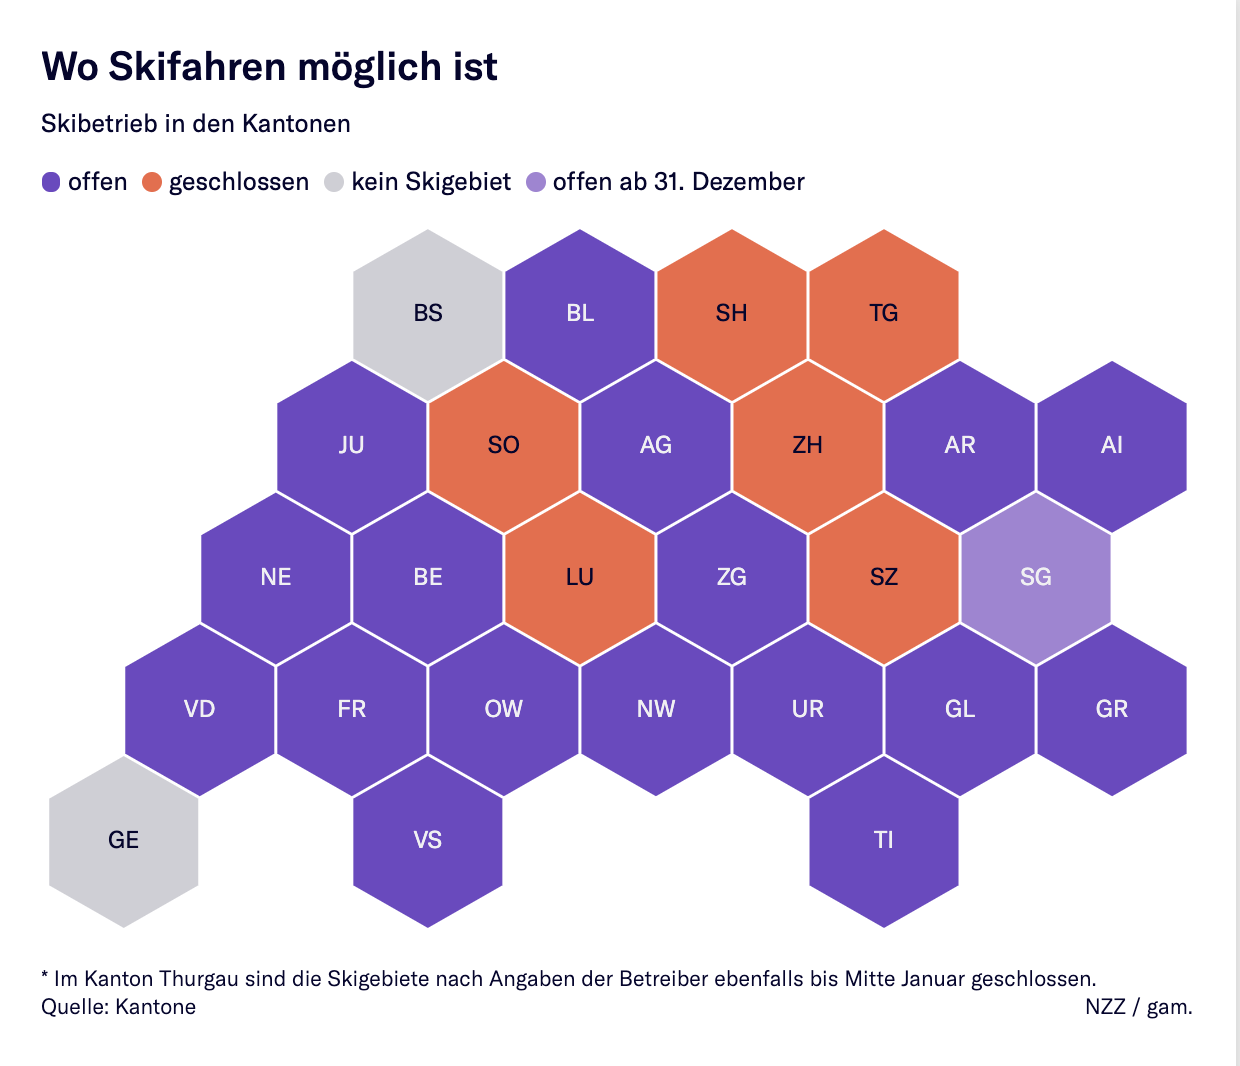 Wo Skifahren möglich ist
Skibetrieb in den Kantonen
offen geschlossen kein Skigebiet offen ab 31. Dezember
BS BL SH TG
JU SO AG ZH AR AI
NE BE LU ZG SZ SG
VD FR OW NW UR GL GR
GE VS TI
* Im Kanton Thurgau sind die Skigebiete nach Angaben der Betreiber ebenfalls bis Mitte Januar geschlossen.
Quelle: Kantone NZZ / gam.